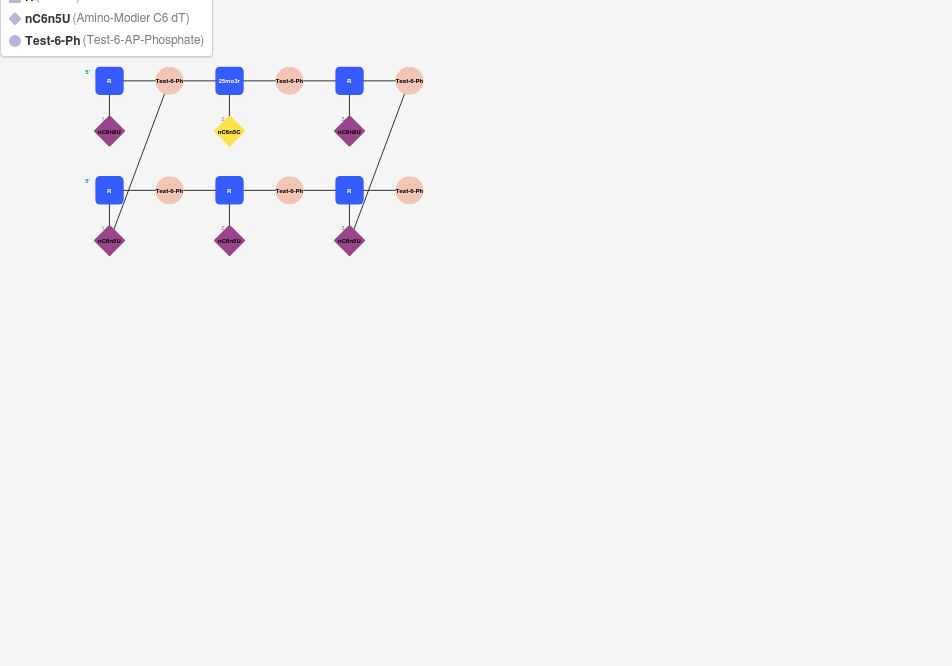 nC6n5U (Amino-Modier C6 dT)
Test-6-Ph (Test-6-AP-Phosphate)
5'
R Test-6-Ph 25mo3r Test-6-Ph R Test-6-Ph
1 2 3
nC6n5U nC6n5C nC6n5U
5'
R Test-6-Ph R Test-6-Ph R Test-6-Ph
1 2 3
nC6n5U nC6n5U nC6n5U